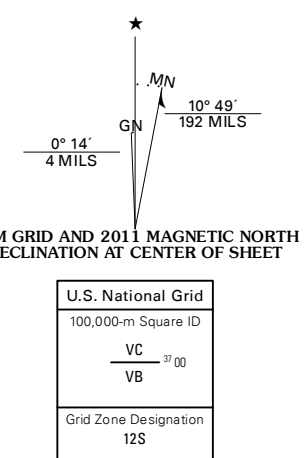 ★
MN
GN
0° 14´
4 MILS
10° 49´
192 MILS
M GRID AND 2011 MAGNETIC NORTH
ECLINATION AT CENTER OF SHEET
U.S. National Grid
100,000-m Square ID
VC
37 00
VB
Grid Zone Designation
12S